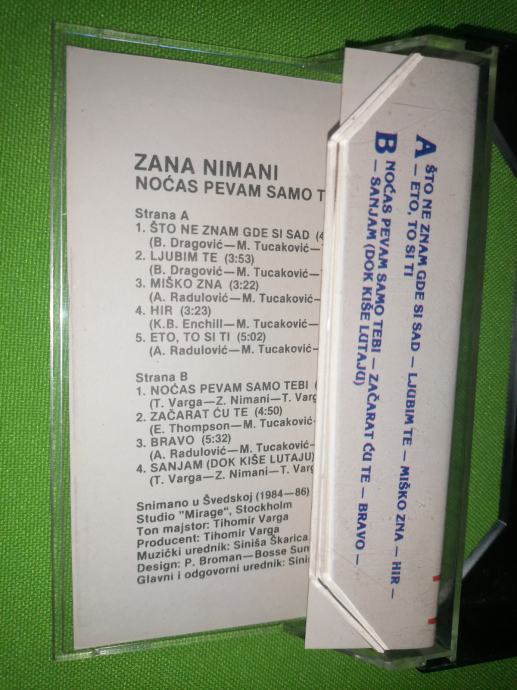 ZANA NIMANI
NOĆAS PEVAM SAMO T
Strana A
1. ŠTO NE ZNAM GDE SI SAD (4
(B. Dragović—M. Tucaković—
2. LJUBIM TE (3:53)
(B. Dragović—M. Tucaković—
3. MIŠKO ZNA (3:22)
(A. Radulović—M. Tucaković—
4. HIR (3:23)
(K.B. Enchill—M. Tucaković—
5. ETO, TO SI TI (5:02)
(A. Radulović—M. Tucaković—
Strana B
1. NOĆAS PEVAM SAMO TEBI (
(T. Varga—Z. Nimani—T. Varg
2. ZAČARAT ĆU TE (4:50)
(E. Thompson—M. Tucaković-
3. BRAVO (5:32)
(A. Radulović—M. Tucaković-
4. SANJAM (DOK KIŠE LUTAJU)
(T. Varga—Z. Nimani—T. Varg
Snimano u Švedskoj (1984—86)
Studio "Mirage", Stockholm
Ton majstor: Tihomir Varga
Producent: Tihomir Varga
Muzički urednik: Siniša Škarica
Design: P. Broman—Bosse Sun
Glavni i odgovorni urednik: Sini
A ŠTO NE ZNAM GDE SI SAD — LJUBIM TE — MIŠKO ZNA — HIR —
— ETO, TO SI TI
B NOĆAS PEVAM SAMO TEBI — ZAČARAT ĆU TE — BRAVO —
— SANJAM (DOK KIŠE LUTAJU)